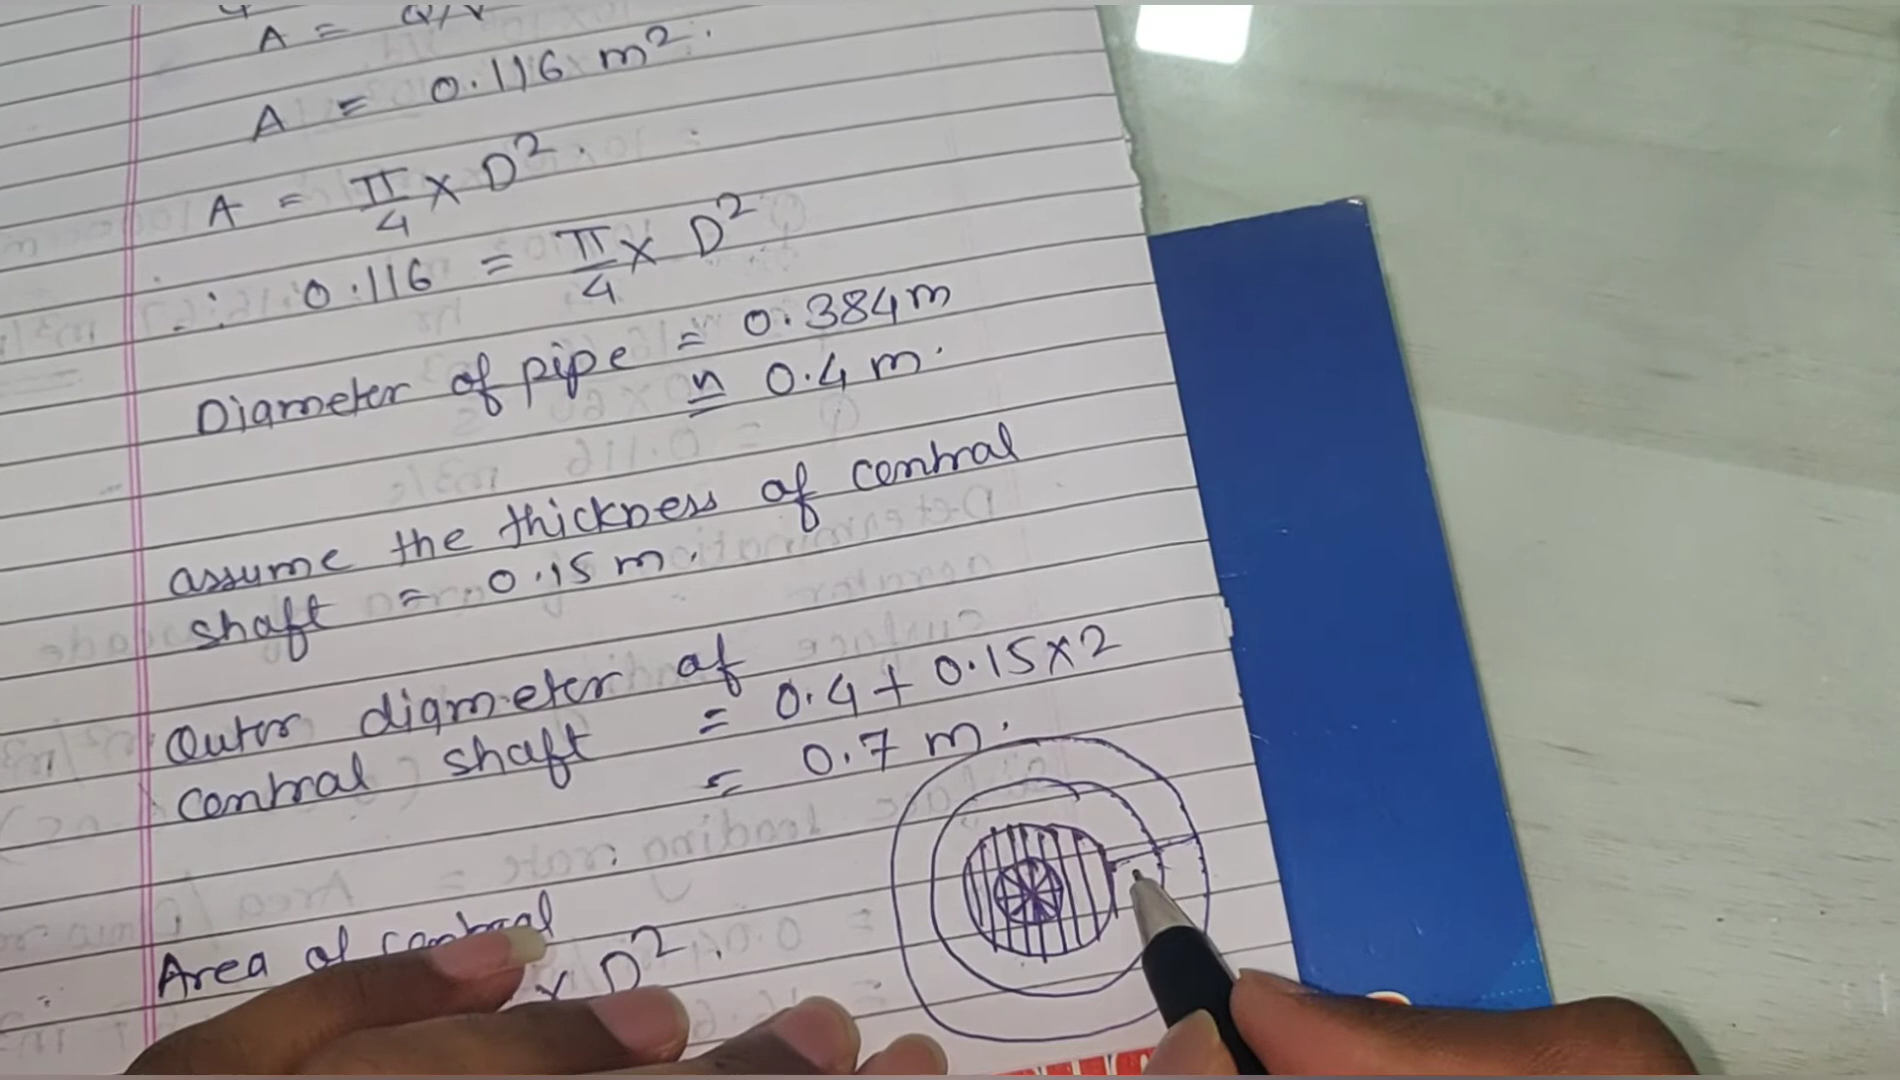 A = Q/V
A = 0.116 m².
A = π/4 × D².
∴ 0.116 = π/4 × D²
Diameter of pipe = 0.384m
≈ 0.4 m.
assume the thickness of central
shaft = 0.15 m.
Outer diameter of
central shaft = 0.4 + 0.15×2
= 0.7 m.
Area of central
× D².